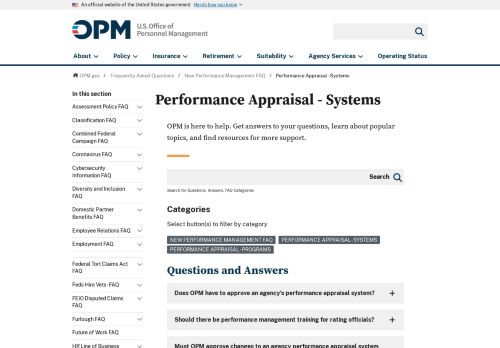 An official website of the United States government Here's how you know
OPM U.S. Office of
Personnel Management
About Policy Insurance Retirement Suitability Agency Services Operating Status
OPM.gov / Frequently Asked Questions / New Performance Management FAQ / Performance Appraisal - Systems
In this section
Assessment Policy FAQ
Classification FAQ
Combined Federal
Campaign FAQ
Coronavirus FAQ
Cybersecurity
Information FAQ
Diversity and Inclusion
FAQ
Domestic Partner
Benefits FAQ
Employee Relations FAQ
Employment FAQ
Federal Tort Claims Act
FAQ
Feds Hire Vets - FAQ
FEIO Disputed Claims
FAQ
Furlough FAQ
Future of Work FAQ
HR Line of Business
Performance Appraisal - Systems
OPM is here to help. Get answers to your questions, learn about popular
topics, and find resources for more support.
Search
Search for Questions, Answers, FAQ Categories
Categories
Select button(s) to filter by category
NEW PERFORMANCE MANAGEMENT FAQ PERFORMANCE APPRAISAL - SYSTEMS
PERFORMANCE APPRAISAL - PROGRAMS
Questions and Answers
Does OPM have to approve an agency's performance appraisal system? +
Should there be performance management training for rating officials? +
Must OPM approve changes to an agency performance appraisal system